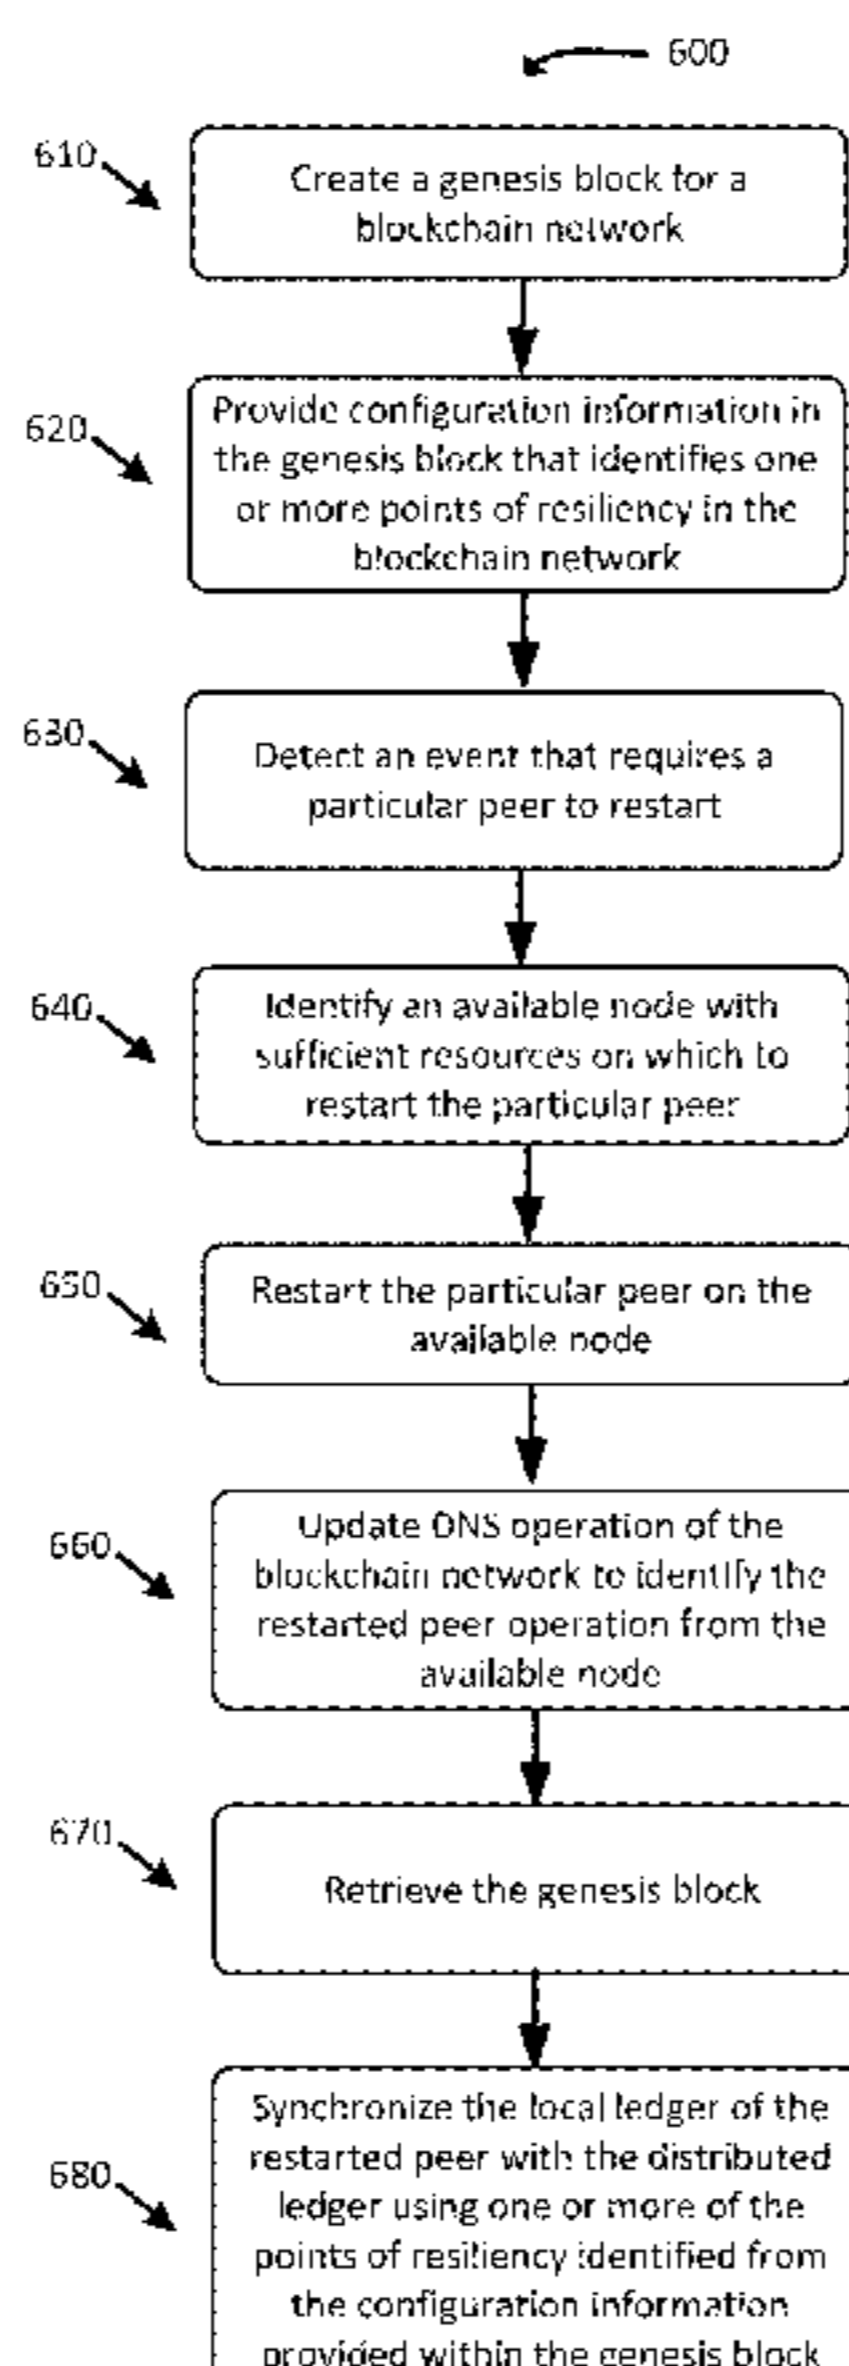 600
610
Create a genesis block for a
blockchain network
620
Provide configuration information in
the genesis block that identifies one
or more points of resiliency in the
blockchain network
630
Detect an event that requires a
particular peer to restart
640
Identify an available node with
sufficient resources on which to
restart the particular peer
650
Restart the particular peer on the
available node
660
Update DNS operation of the
blockchain network to identify the
restarted peer operation from the
available node
670
Retrieve the genesis block
680
Synchronize the local ledger of the
restarted peer with the distributed
ledger using one or more of the
points of resiliency identified from
the configuration information
provided within the genesis block